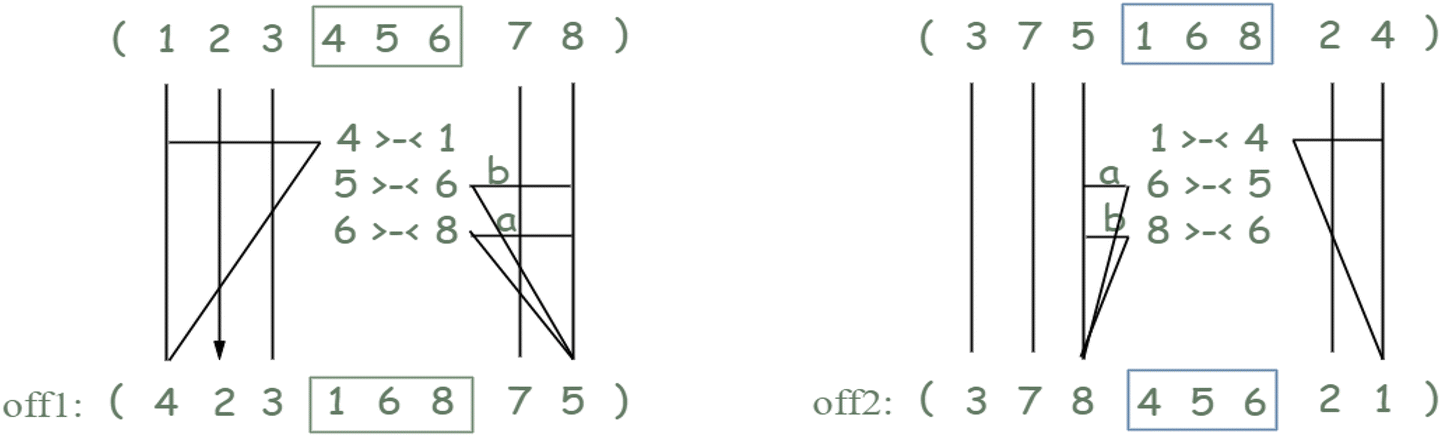 ( 1 2 3 4 5 6 7 8 )
4 >-< 1
5 >-< 6 b
6 >-< 8 a
off1: ( 4 2 3 1 6 8 7 5 )
( 3 7 5 1 6 8 2 4 )
1 >-< 4
a 6 >-< 5
b 8 >-< 6
off2: ( 3 7 8 4 5 6 2 1 )